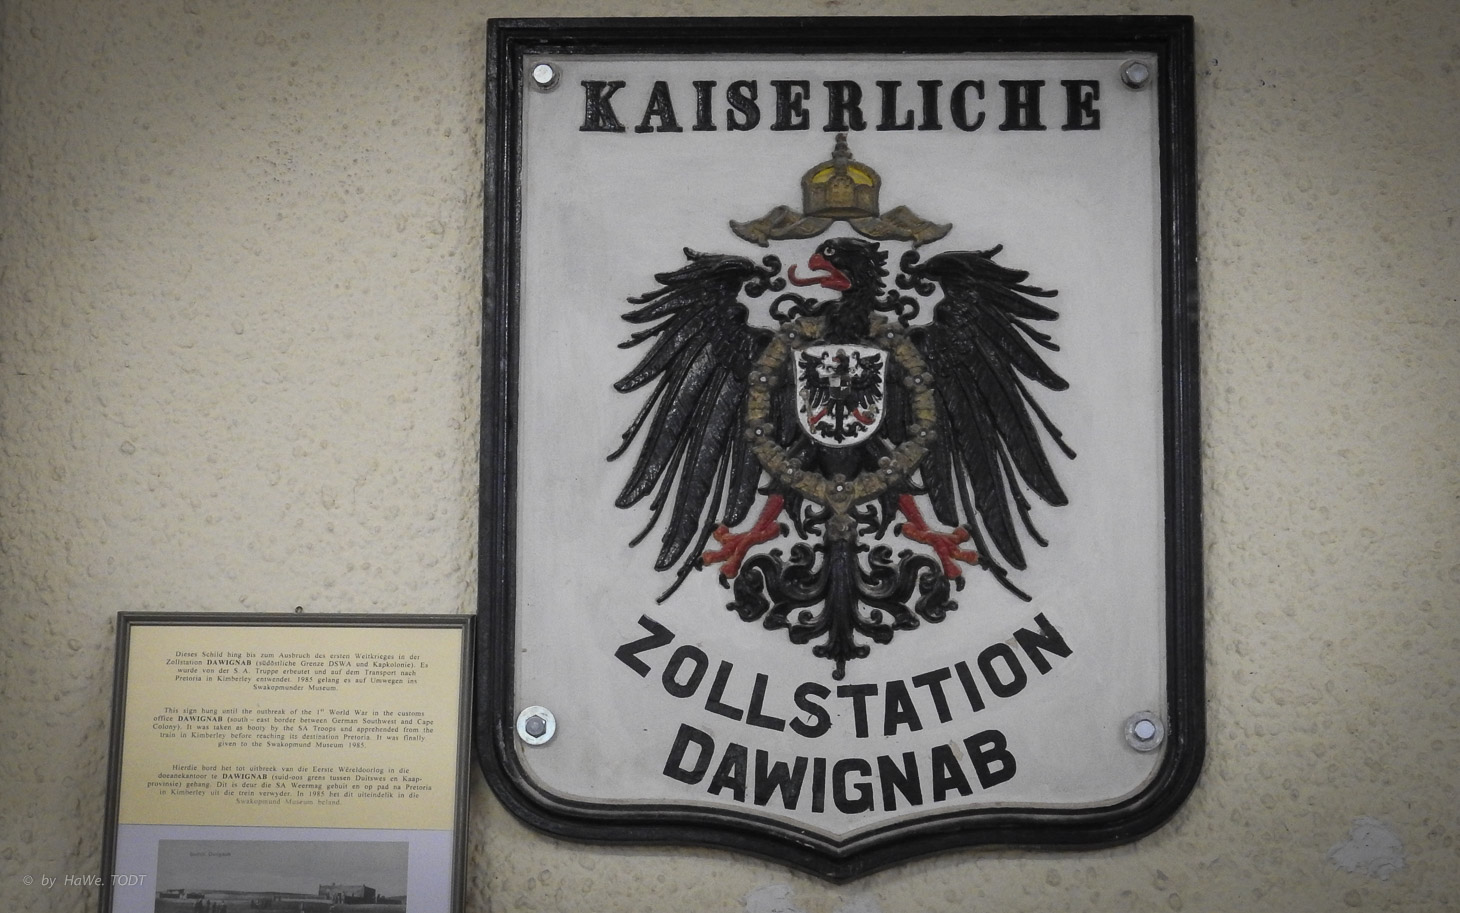 KAISERLICHE
ZOLLSTATION
DAWIGNAB
Dieses Schild hing bis zum Ausbruch des ersten Weltkrieges in der
Zollstation DAWIGNAB (südöstliche Grenze DSWA und Kapkolonie). Es
wurde von der S.A. Truppe erbeutet und auf dem Transport nach
Pretoria in Kimberley entwendet. 1985 gelang es auf Umwegen ins
Swakopmunder Museum.
This sign hung until the outbreak of the 1st World War in the customs
office DAWIGNAB (south - east border between German Southwest and Cape
Colony). It was taken as booty by the SA Troops and apprehended from the
train in Kimberley before reaching its destination Pretoria. It was finally
given to the Swakopmund Museum 1985.
Hierdie bord het tot uitbreek van die Eerste Wêreldoorlog in die
doeanekantoor te DAWIGNAB (suid-oos grens tussen Duitswes en Kaap-
provinsie) gehang. Dit is deur die SA Weermag gebuit en op pad na Pretoria
in Kimberley uit die trein verwyder. In 1985 het dit uiteindelik in die
Swakopmund Museum beland.
© by HaWe. TODT